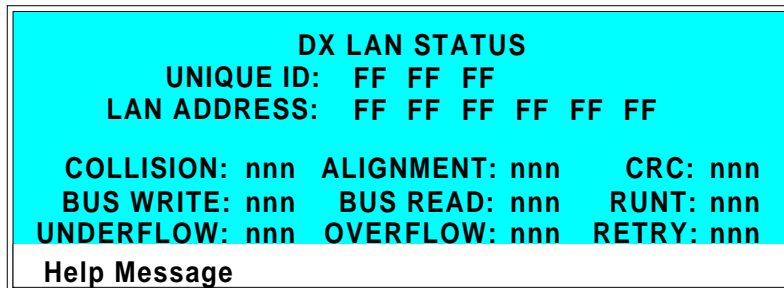 DX LAN STATUS
UNIQUE ID: FF FF FF
LAN ADDRESS: FF FF FF FF FF FF
COLLISION: nnn ALIGNMENT: nnn CRC: nnn
BUS WRITE: nnn BUS READ: nnn RUNT: nnn
UNDERFLOW: nnn OVERFLOW: nnn RETRY: nnn
Help Message